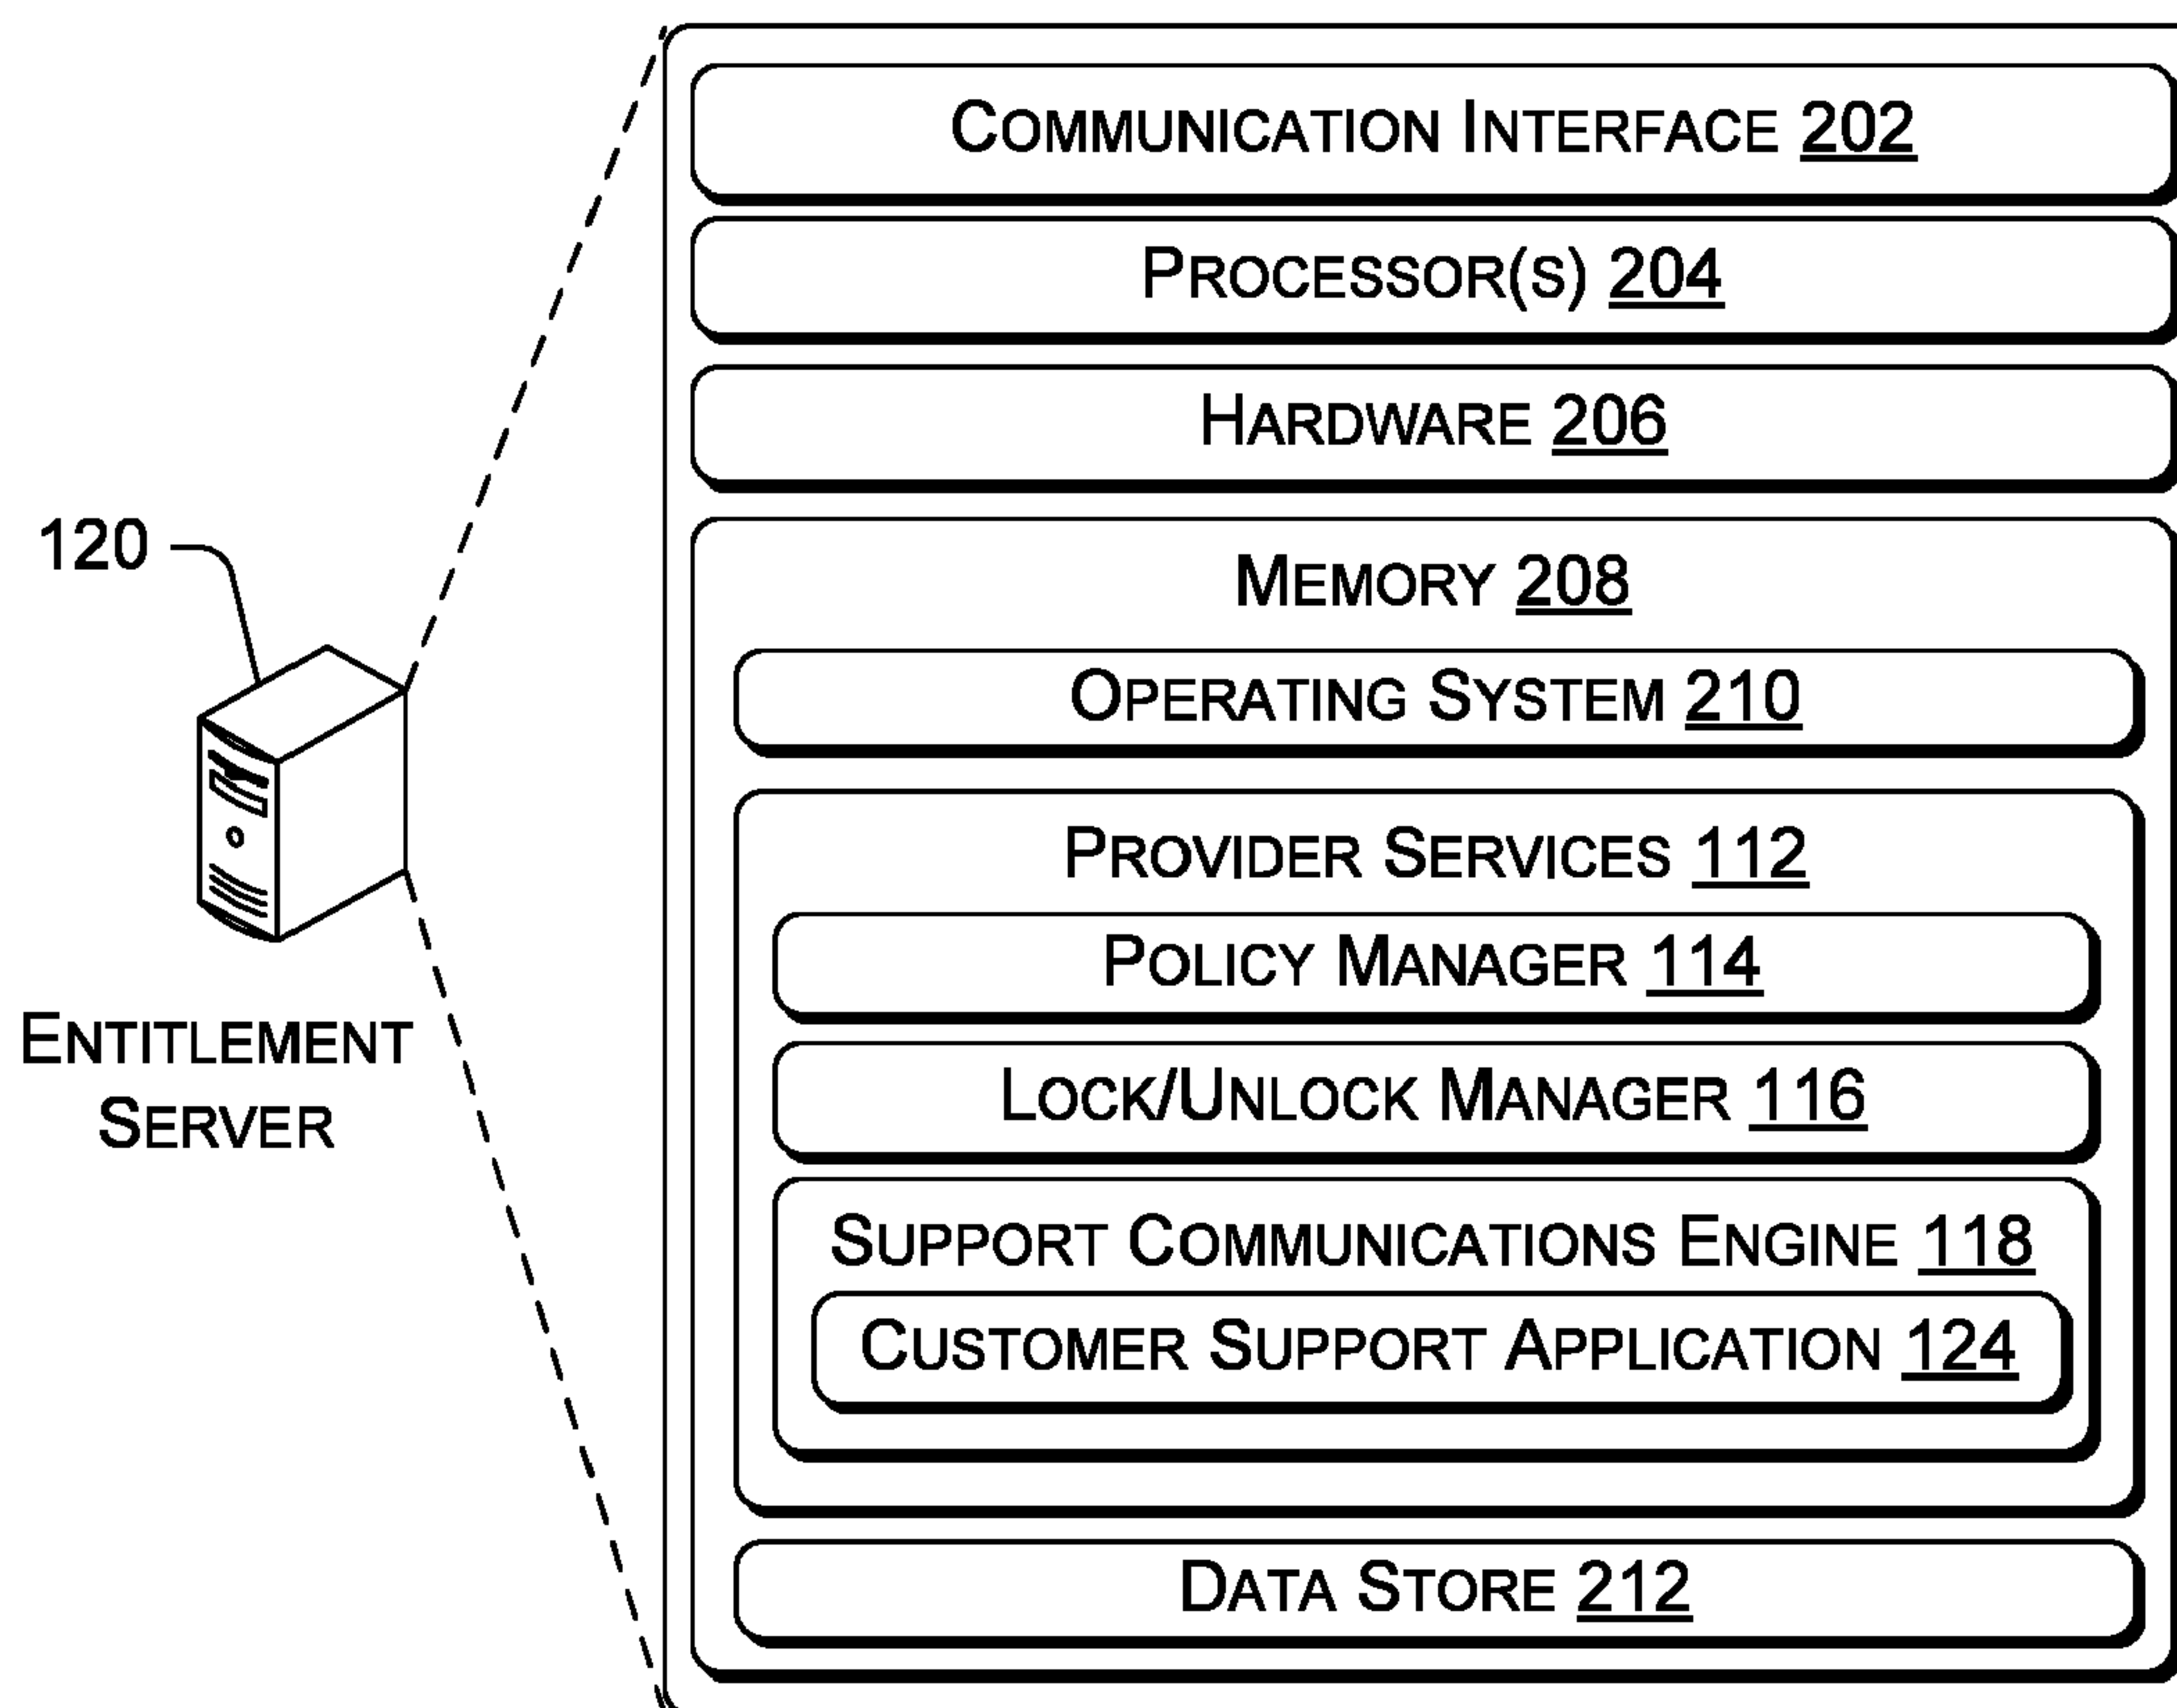 COMMUNICATION INTERFACE 202
PROCESSOR(S) 204
HARDWARE 206
120
MEMORY 208
OPERATING SYSTEM 210
PROVIDER SERVICES 112
POLICY MANAGER 114
ENTITLEMENT
SERVER
LOCK/UNLOCK MANAGER 116
SUPPORT COMMUNICATIONS ENGINE 118
CUSTOMER SUPPORT APPLICATION 124
DATA STORE 212